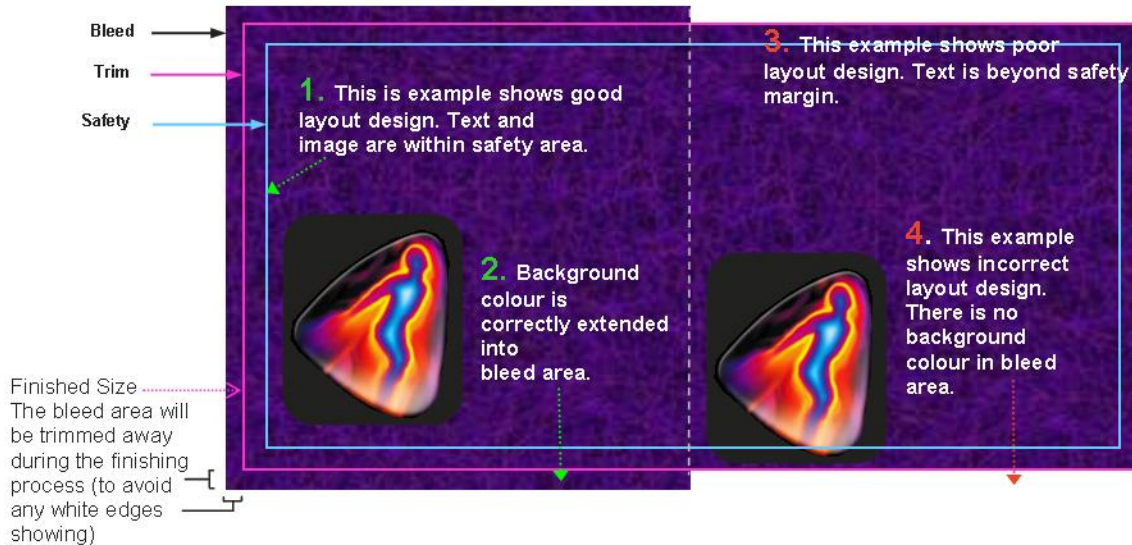 Bleed
Trim
Safety
1. This is example shows good
layout design. Text and
image are within safety area.
2. Background
colour is
correctly extended
into
bleed area.
3. This example shows poor
layout design. Text is beyond safety
margin.
4. This example
shows incorrect
layout design.
There is no
background
colour in bleed
area.
Finished Size
The bleed area will
be trimmed away
during the finishing
process (to avoid
any white edges
showing)